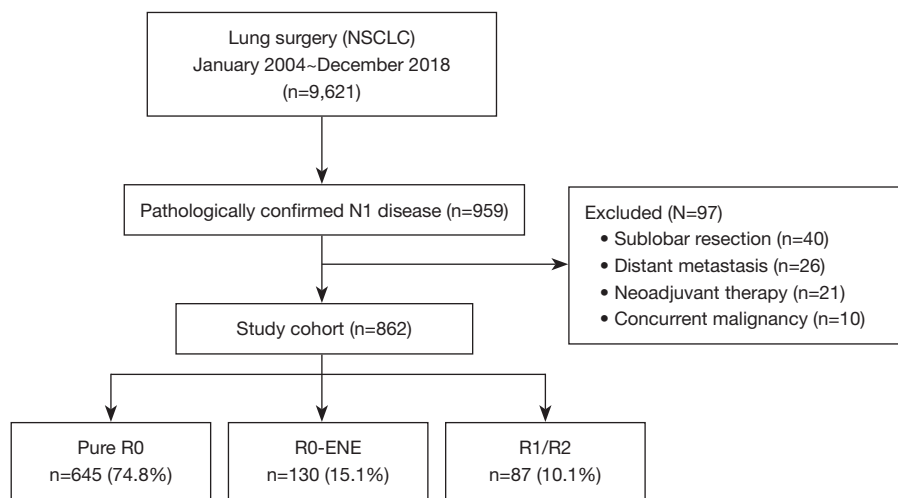 Lung surgery (NSCLC)
January 2004~December 2018
(n=9,621)
Pathologically confirmed N1 disease (n=959)
Excluded (N=97)
• Sublobar resection (n=40)
• Distant metastasis (n=26)
• Neoadjuvant therapy (n=21)
• Concurrent malignancy (n=10)
Study cohort (n=862)
Pure R0
n=645 (74.8%)
R0-ENE
n=130 (15.1%)
R1/R2
n=87 (10.1%)